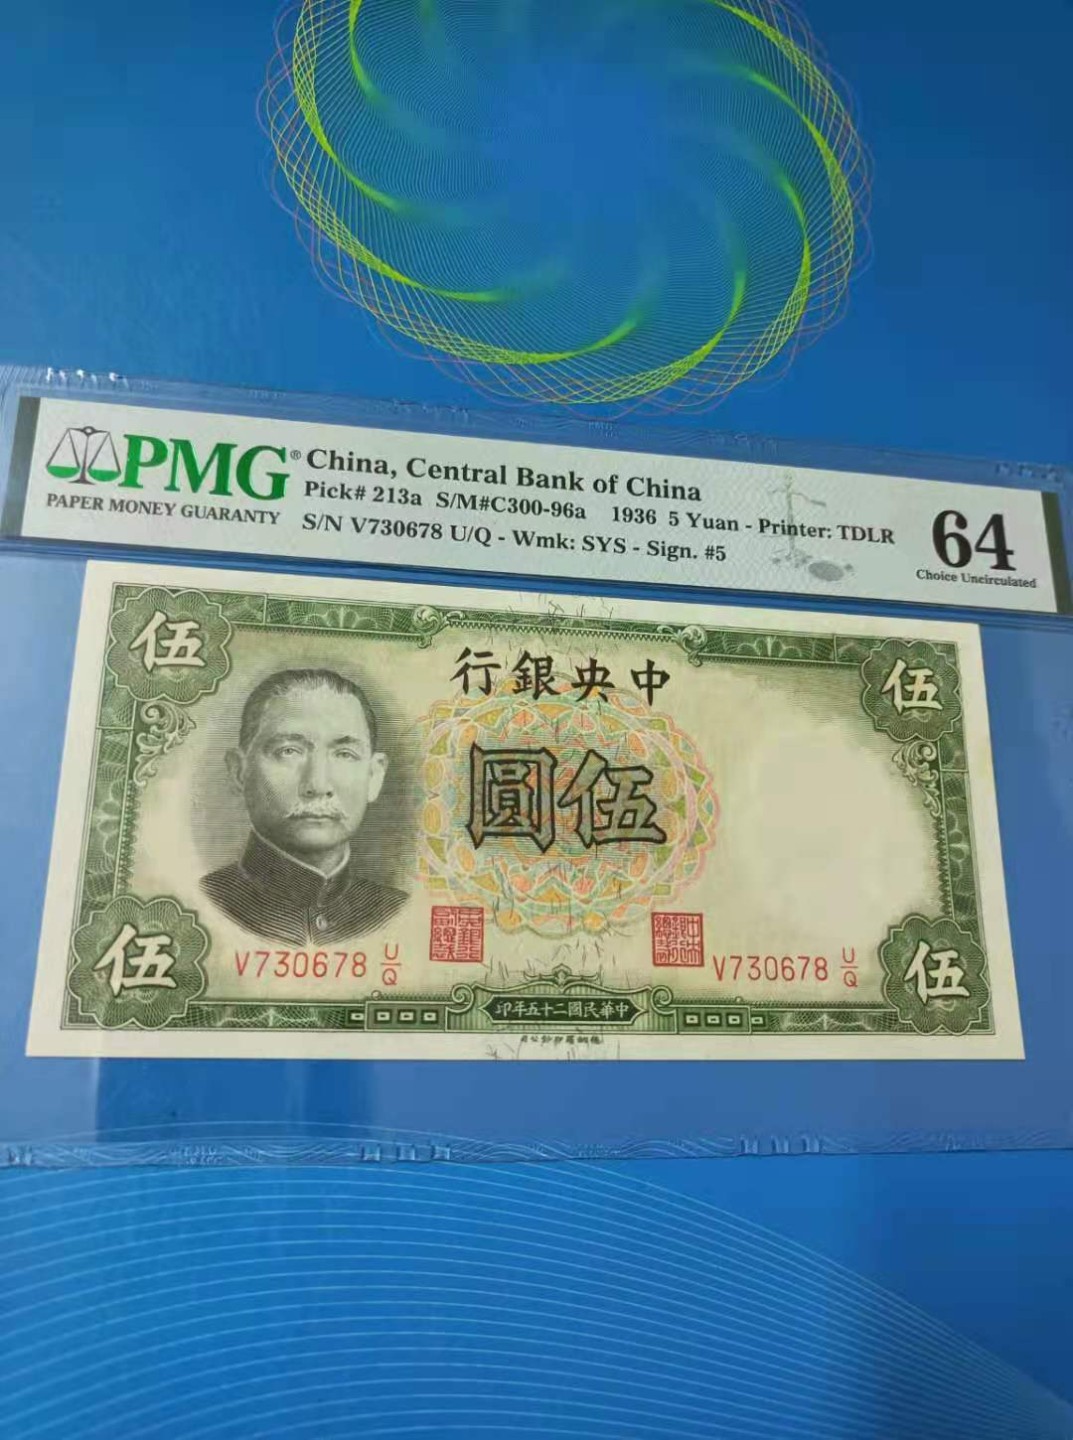 PMG®
PAPER MONEY GUARANTY
China, Central Bank of China
Pick# 213a S/M#C300-96a 1936 5 Yuan - Printer: TDLR
S/N V730678 U/Q - Wmk: SYS - Sign. #5
64
Choice Uncirculated
伍
伍
行銀央中
圓伍
V730678 U/Q
V730678 U/Q
伍
伍
印年五十二國民華中